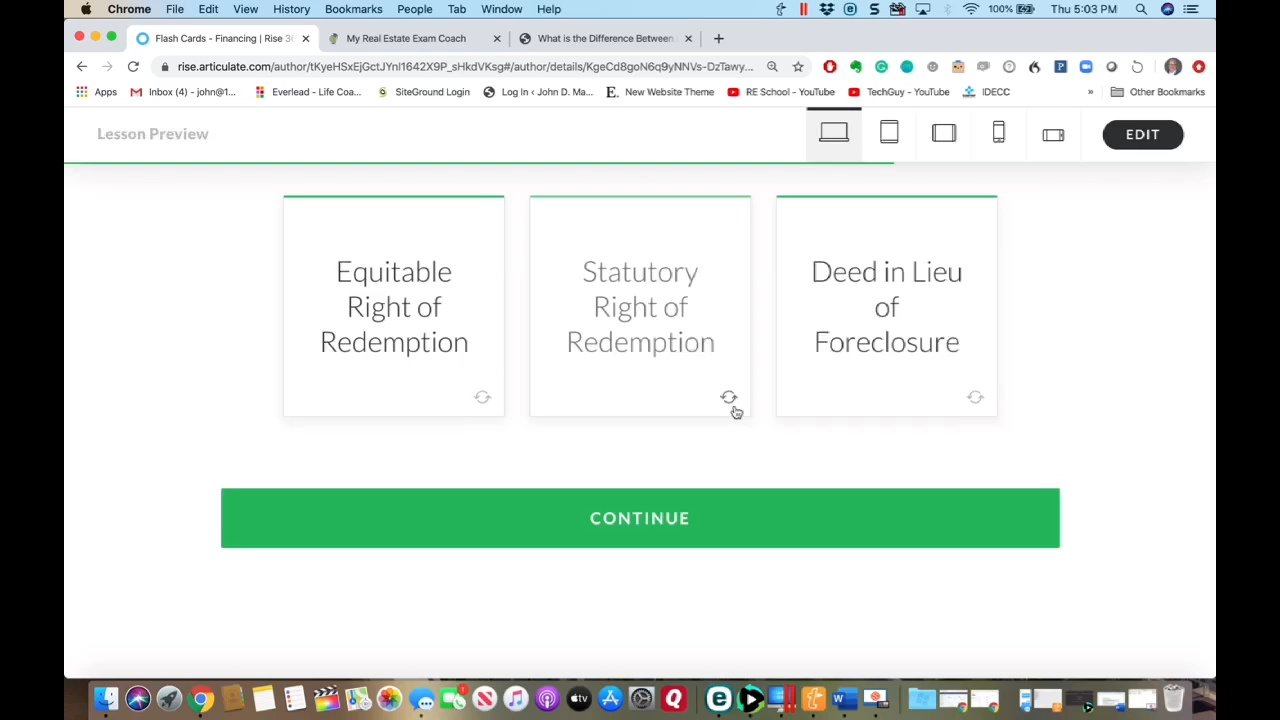 Chrome File Edit View History Bookmarks People Tab Window Help 100% Thu 5:03 PM
Flash Cards - Financing | Rise 36 My Real Estate Exam Coach What is the Difference Between
rise.articulate.com/author/tKyeHSxEjGctJYnl1642X9P_sHkdVKsg#/author/details/KgeCd8goN6q9yNNVs-DzTawy...
Apps Inbox (4) - john@1... Everlead - Life Coa... SiteGround Login Log In ‹ John D. Ma... E. New Website Theme RE School - YouTube TechGuy - YouTube IDECC » Other Bookmarks
Lesson Preview
EDIT
Equitable
Right of
Redemption
Statutory
Right of
Redemption
Deed in Lieu
of
Foreclosure
CONTINUE